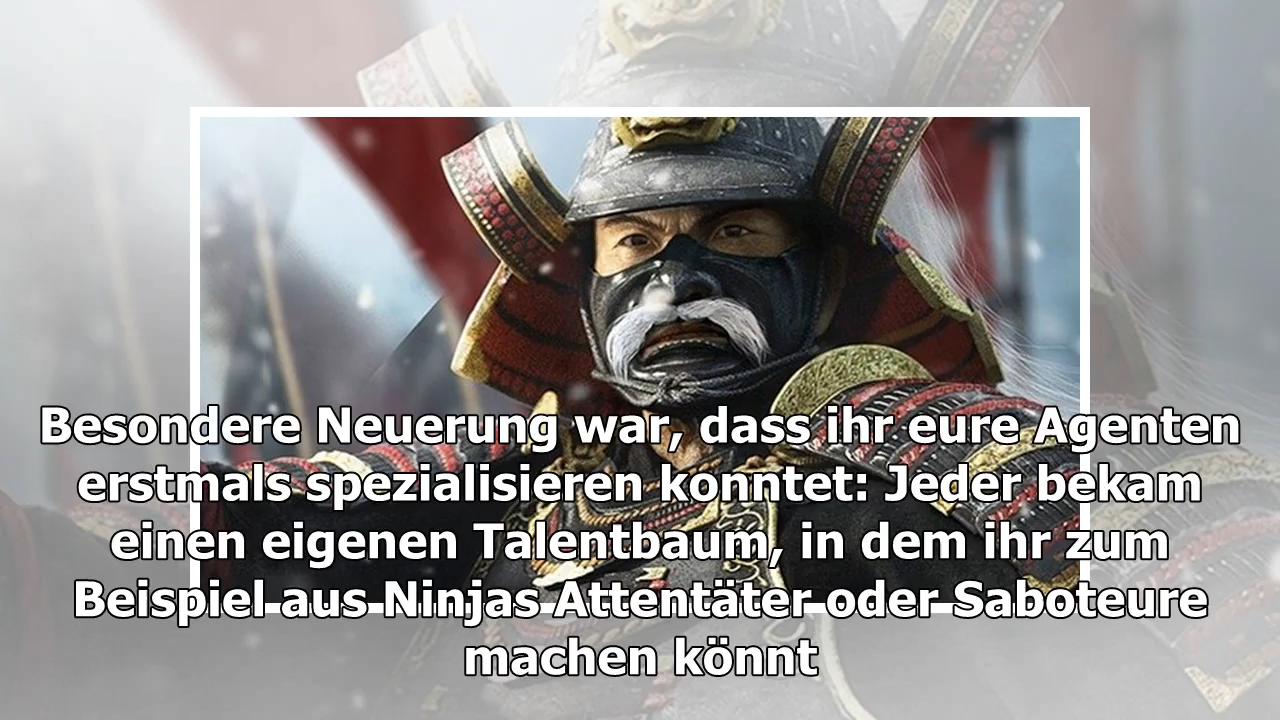 Besondere Neuerung war, dass ihr eure Agenten
erstmals spezialisieren konntet: Jeder bekam
einen eigenen Talentbaum, in dem ihr zum
Beispiel aus Ninjas Attentäter oder Saboteure
machen könnt